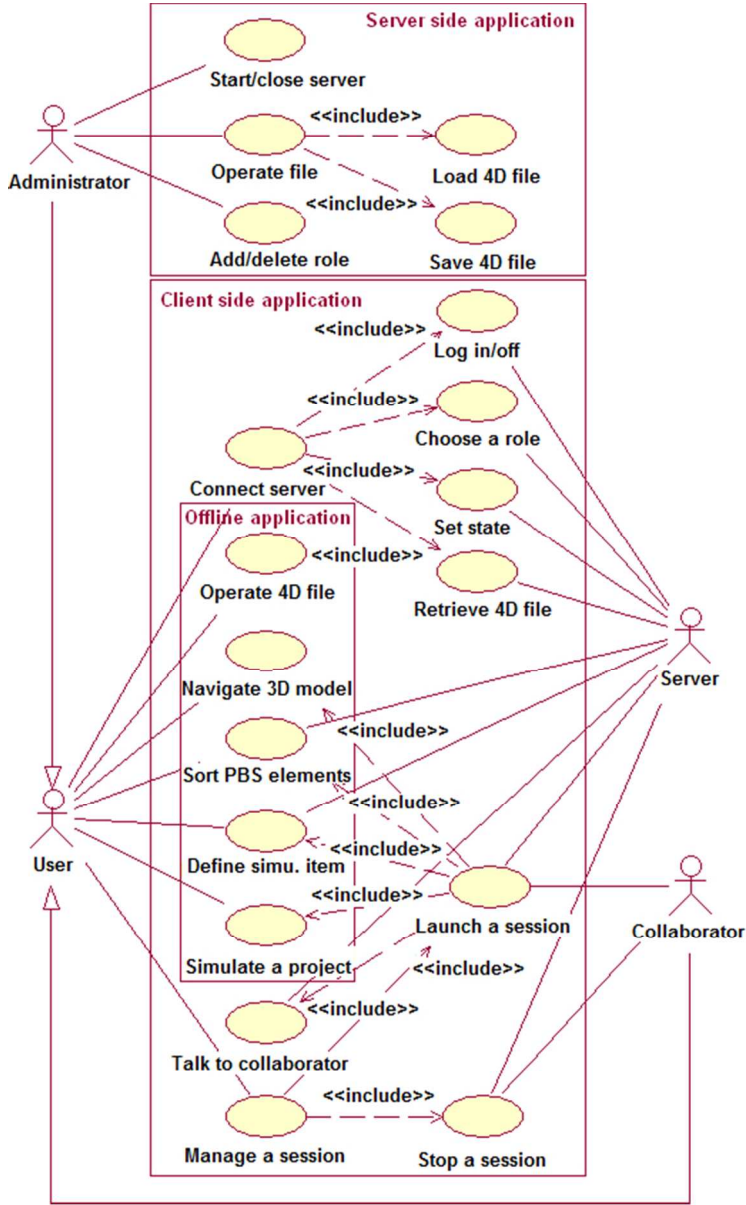 Server side application
Start/close server
<<include>>
Administrator
Operate file
Load 4D file
<<include>>
Add/delete role
Save 4D file
Client side application
<<include>>
Log in/off
<<include>>
Choose a role
<<include>>
Connect server
Set state
Offline application
<<include>>
Operate 4D file
Retrieve 4D file
Server
Navigate 3D model
<<include>>
Sort PBS elements
<<include>>
<<include>>
User
Define simu. item
<<include>>
Launch a session
Collaborator
Simulate a project
<<include>>
<<include>>
Talk to collaborator
<<include>>
Manage a session
Stop a session